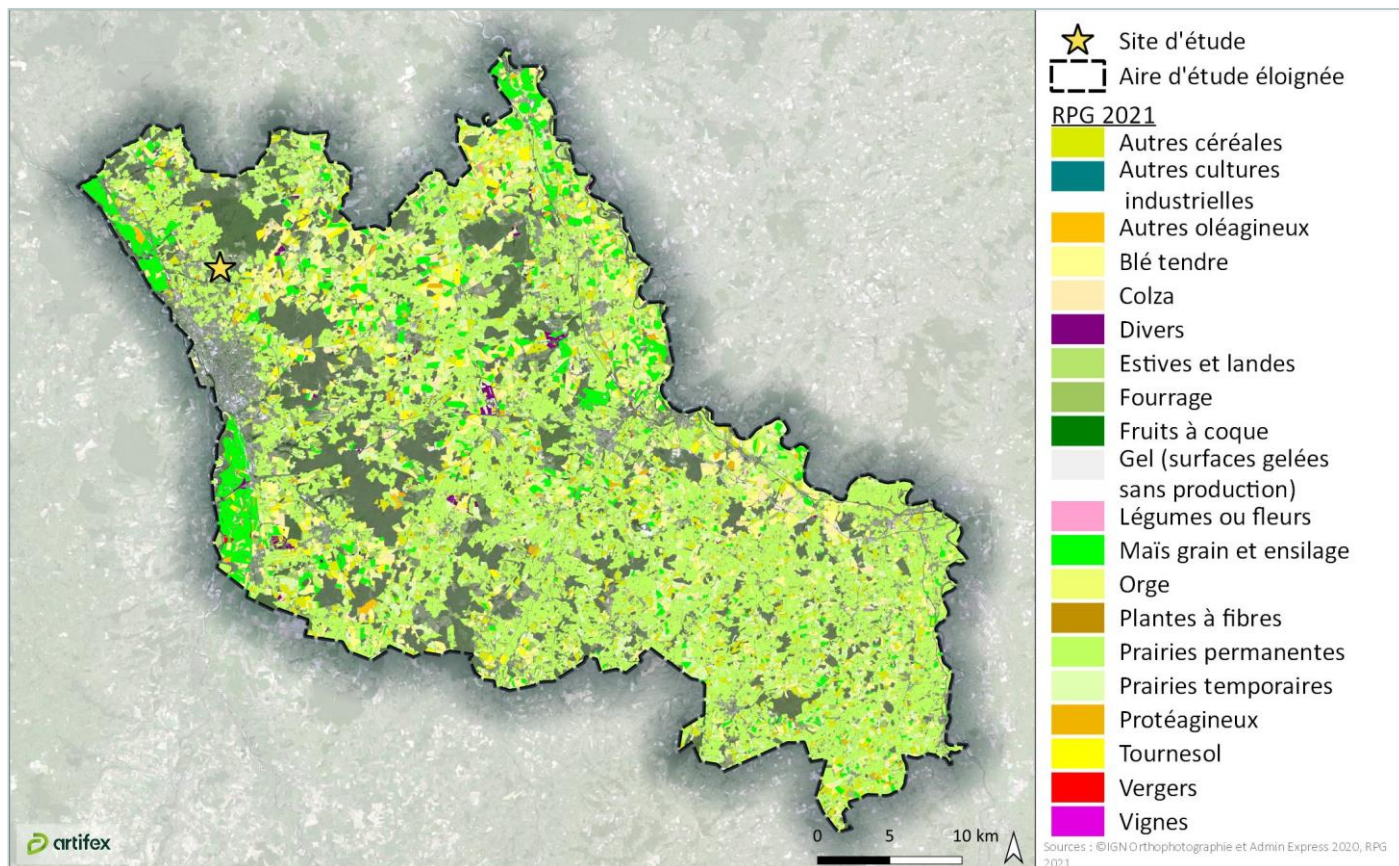 Site d'étude
Aire d'étude éloignée
RPG 2021
Autres céréales
Autres cultures
industrielles
Autres oléagineux
Blé tendre
Colza
Divers
Estives et landes
Fourrage
Fruits à coque
Gel (surfaces gelées
sans production)
Légumes ou fleurs
Maïs grain et ensilage
Orge
Plantes à fibres
Prairies permanentes
Prairies temporaires
Protéagineux
Tournesol
Vergers
Vignes
artifex
0 5 10 km
Sources : ©IGN Orthophotographie et Admin Express 2020, RPG
2021